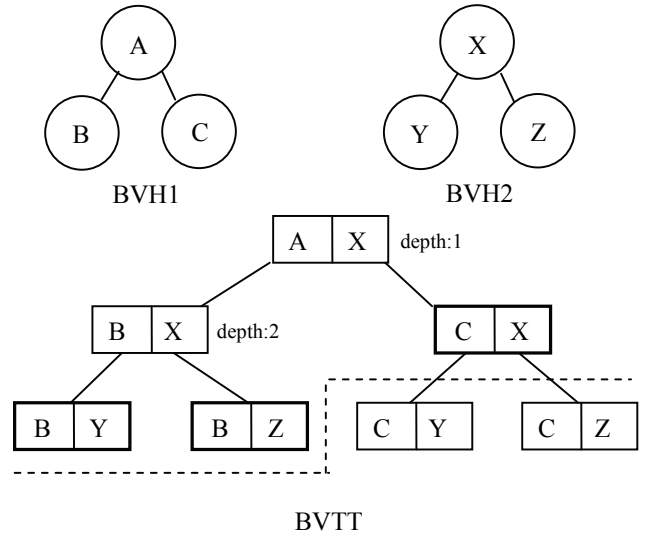 A X
B C Y Z
BVH1 BVH2
A X depth:1
B X depth:2 C X
B Y B Z C Y C Z
BVTT